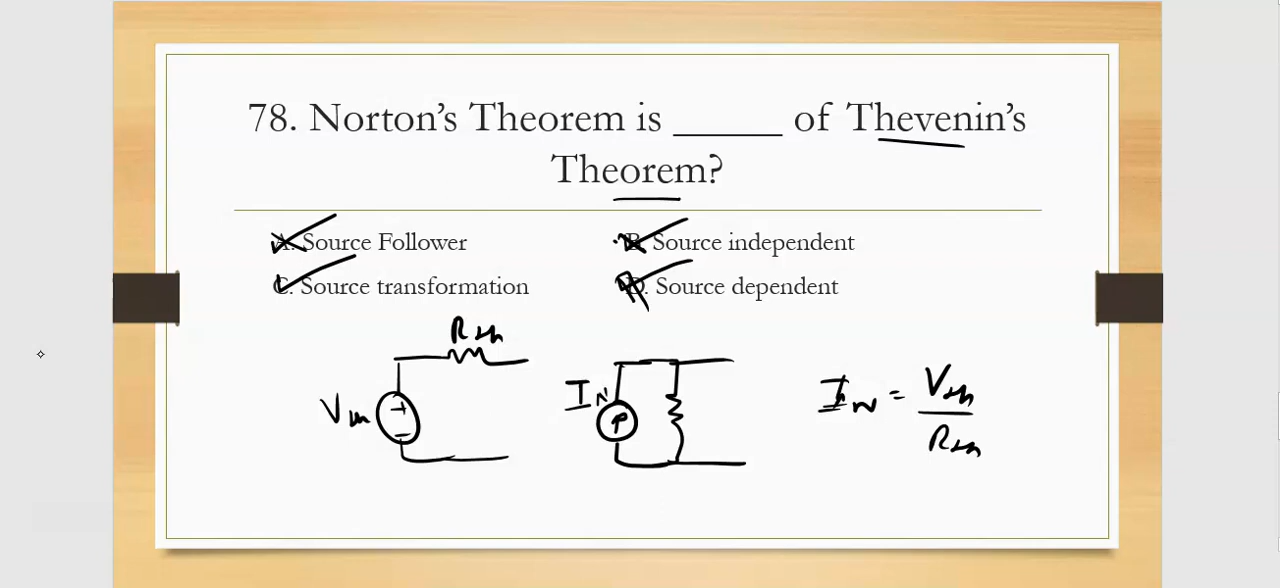 78. Norton's Theorem is _____ of Thevenin's
Theorem?
A. Source Follower
B. Source independent
C. Source transformation
D. Source dependent
Rth
Vth
+
−
IN
IN = Vth / Rth